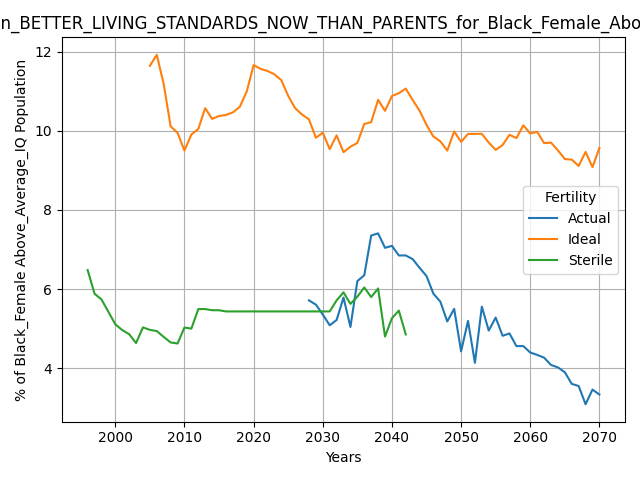 n_BETTER_LIVING_STANDARDS_NOW_THAN_PARENTS_for_Black_Female_Abo
% of Black_Female Above_Average_IQ Population
12
10
8
6
4
Fertility
Actual
Ideal
Sterile
2000 2010 2020 2030 2040 2050 2060 2070
Years